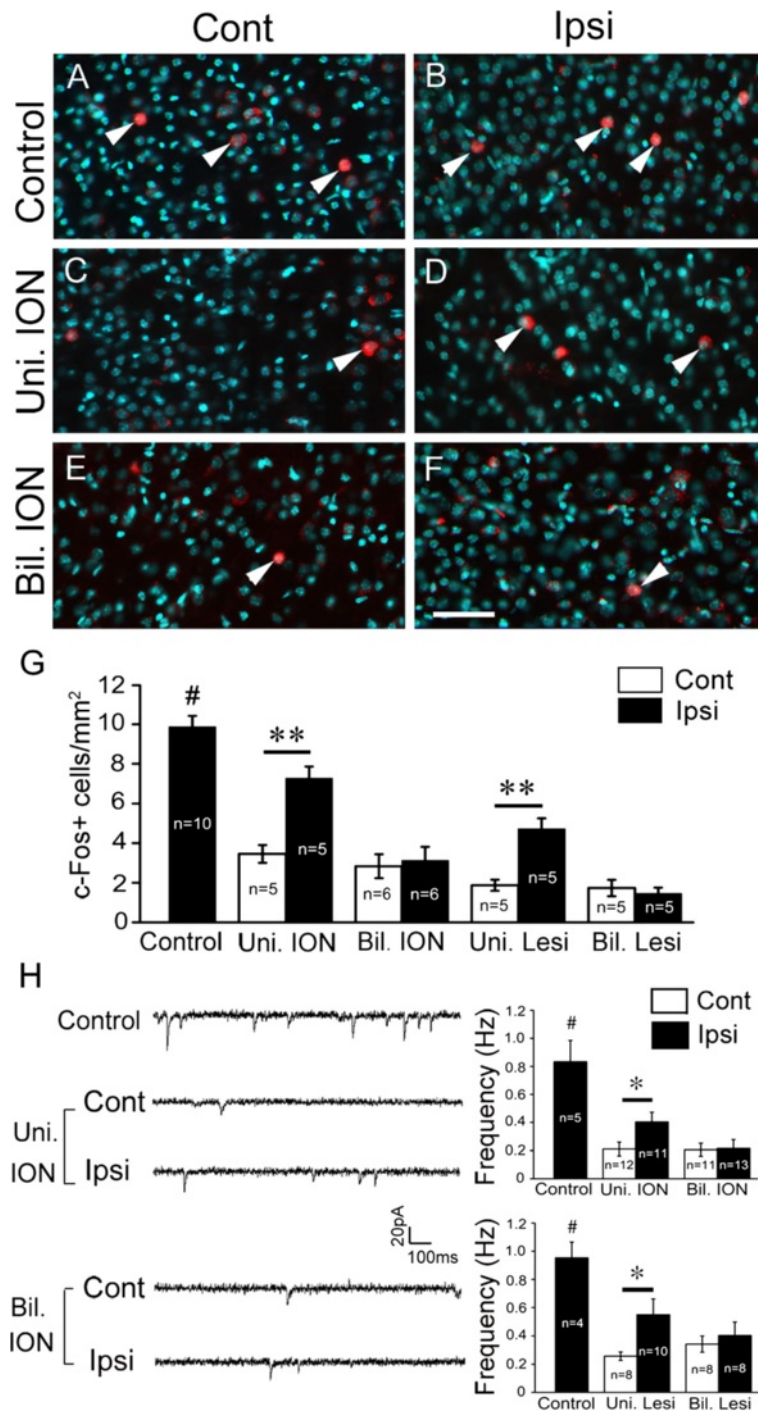 Cont Ipsi
Control
A
B
Uni. ION
C
D
Bil. ION
E
F
G
c-Fos+ cells/mm²
12
10
8
6
4
2
0
Cont
Ipsi
#
**
**
n=10
n=5
n=5
n=6
n=6
n=5
n=5
n=5
n=5
Control Uni. ION Bil. ION Uni. Lesi Bil. Lesi
H
Control
Uni. ION
Cont
Ipsi
20pA
100ms
Bil. ION
Cont
Ipsi
Cont
Ipsi
Frequency (Hz)
1.2
1.0
0.8
0.6
0.4
0.2
0
#
*
n=5
n=12
n=11
n=11
n=13
Control Uni. ION Bil. ION
Frequency (Hz)
1.2
1.0
0.8
0.6
0.4
0.2
0
#
*
n=4
n=8
n=10
n=8
n=8
Control Uni. Lesi Bil. Lesi